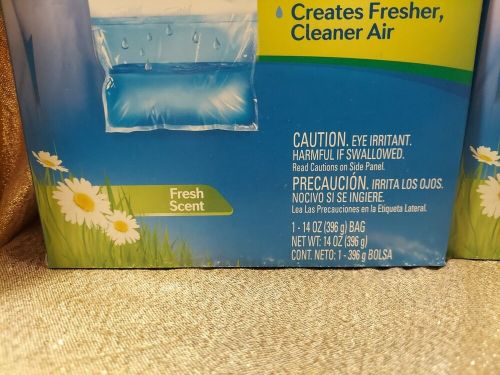 Creates Fresher,
Cleaner Air
CAUTION. EYE IRRITANT.
HARMFUL IF SWALLOWED.
Read Cautions on Side Panel.
PRECAUCIÓN. IRRITA LOS OJOS.
NOCIVO SI SE INGIERE.
Lea Las Precauciones en la Etiqueta Lateral.
Fresh
Scent
1 - 14 OZ (396 g) BAG
NET WT: 14 OZ (396 g)
CONT. NETO: 1 - 396 g BOLSA